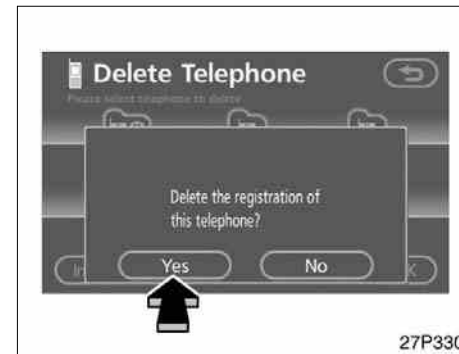 Delete Telephone
Please select telephone to delete
Delete the registration of
this telephone?
Yes
No
27P330